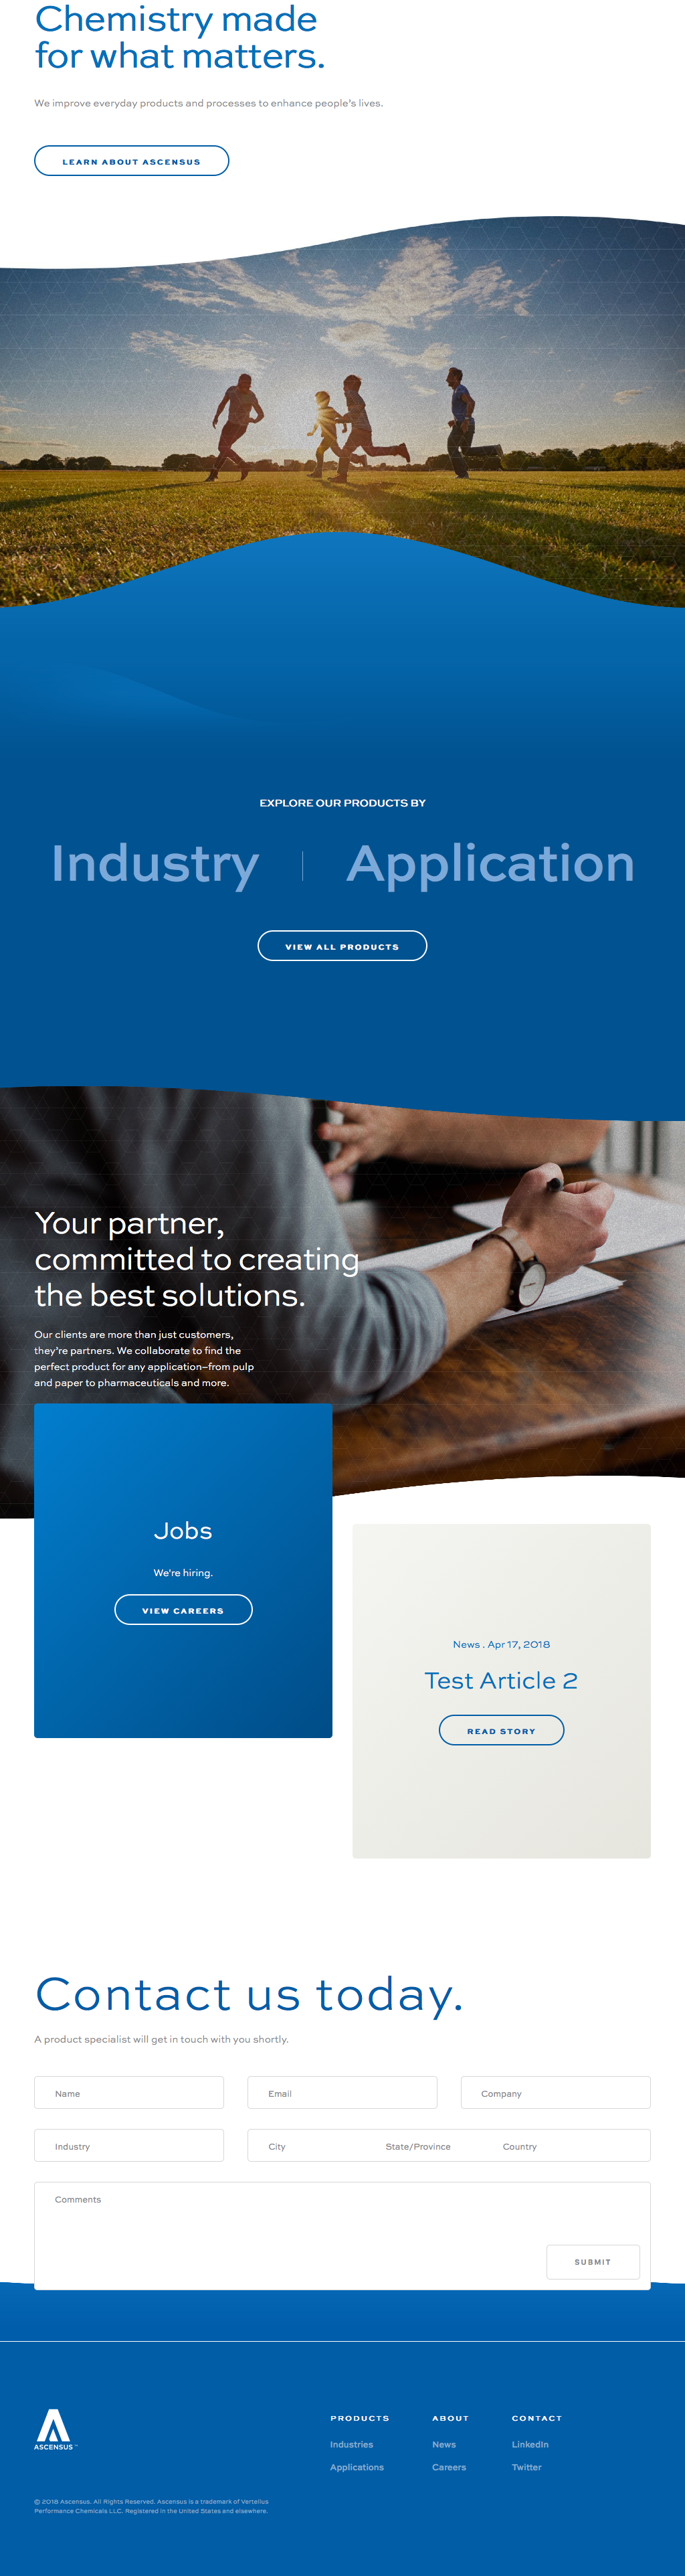 Chemistry made
for what matters.
We improve everyday products and processes to enhance people's lives.
LEARN ABOUT ASCENSUS
EXPLORE OUR PRODUCTS BY
Industry
Application
VIEW ALL PRODUCTS
Your partner,
committed to creating
the best solutions.
Our clients are more than just customers,
they're partners. We collaborate to find the
perfect product for any application–from pulp
and paper to pharmaceuticals and more.
Jobs
We're hiring.
VIEW CAREERS
News . Apr 17, 2018
Test Article 2
READ STORY
Contact us today.
A product specialist will get in touch with you shortly.
Name
Email
Company
Industry
City
State/Province
Country
Comments
SUBMIT
ASCENSUS™
PRODUCTS
Industries
Applications
ABOUT
News
Careers
CONTACT
LinkedIn
Twitter
© 2018 Ascensus. All Rights Reserved. Ascensus is a trademark of Vertellus
Performance Chemicals LLC. Registered in the United States and elsewhere.